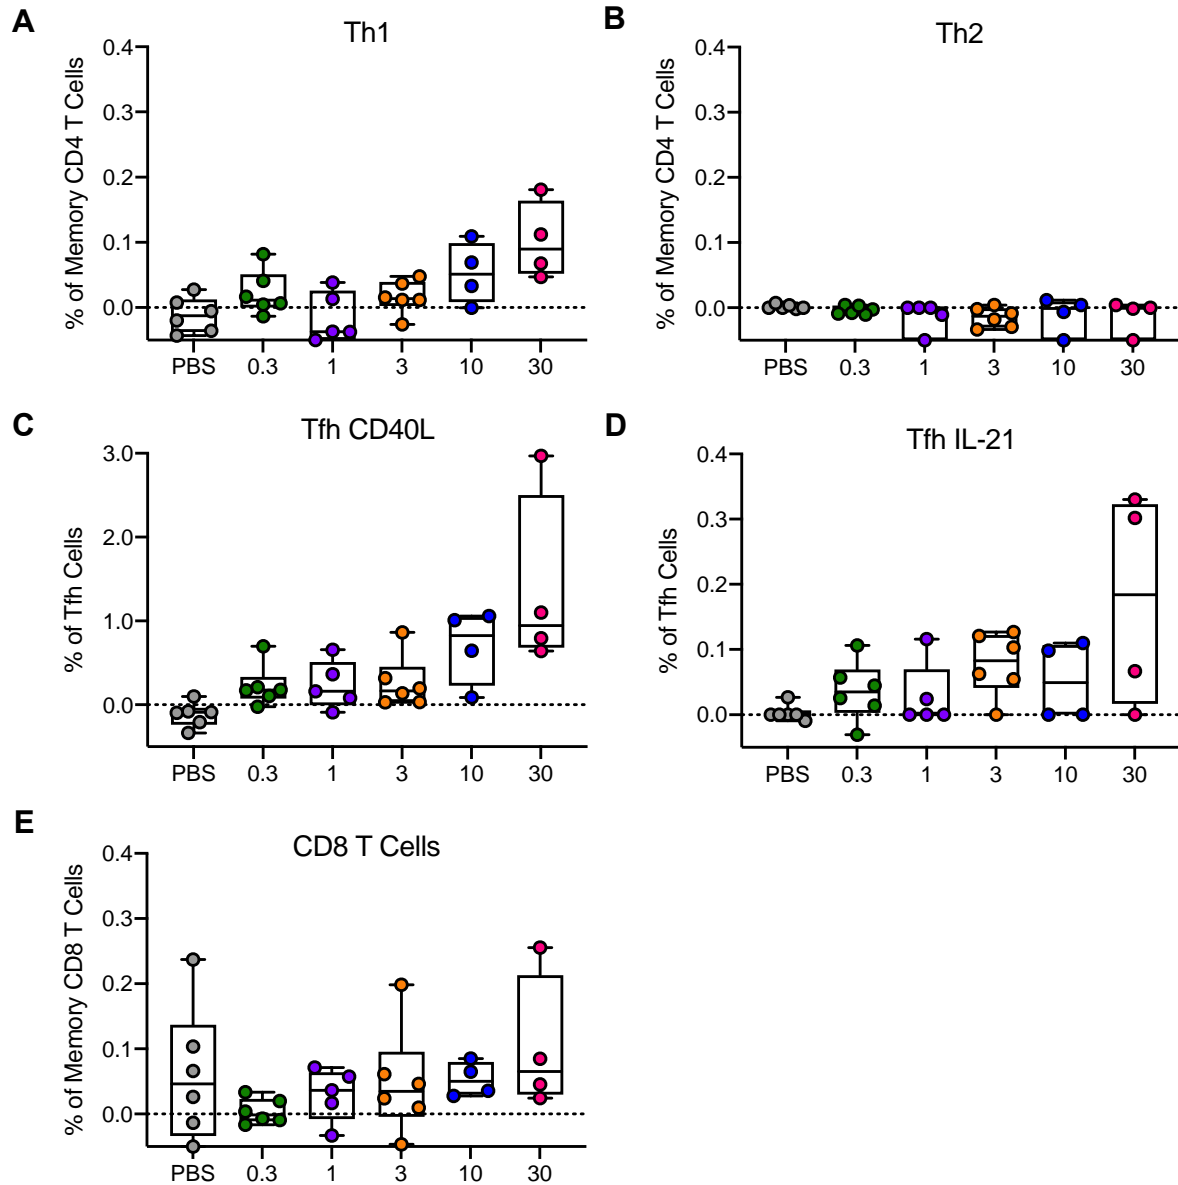 A
Th1
% of Memory CD4 T Cells
0.4
0.3
0.2
0.1
0.0
PBS 0.3 1 3 10 30
B
Th2
% of Memory CD4 T Cells
0.4
0.3
0.2
0.1
0.0
PBS 0.3 1 3 10 30
C
Tfh CD40L
% of Tfh Cells
3.0
2.0
1.0
0.0
PBS 0.3 1 3 10 30
D
Tfh IL-21
% of Tfh Cells
0.4
0.3
0.2
0.1
0.0
PBS 0.3 1 3 10 30
E
CD8 T Cells
% of Memory CD8 T Cells
0.4
0.3
0.2
0.1
0.0
PBS 0.3 1 3 10 30